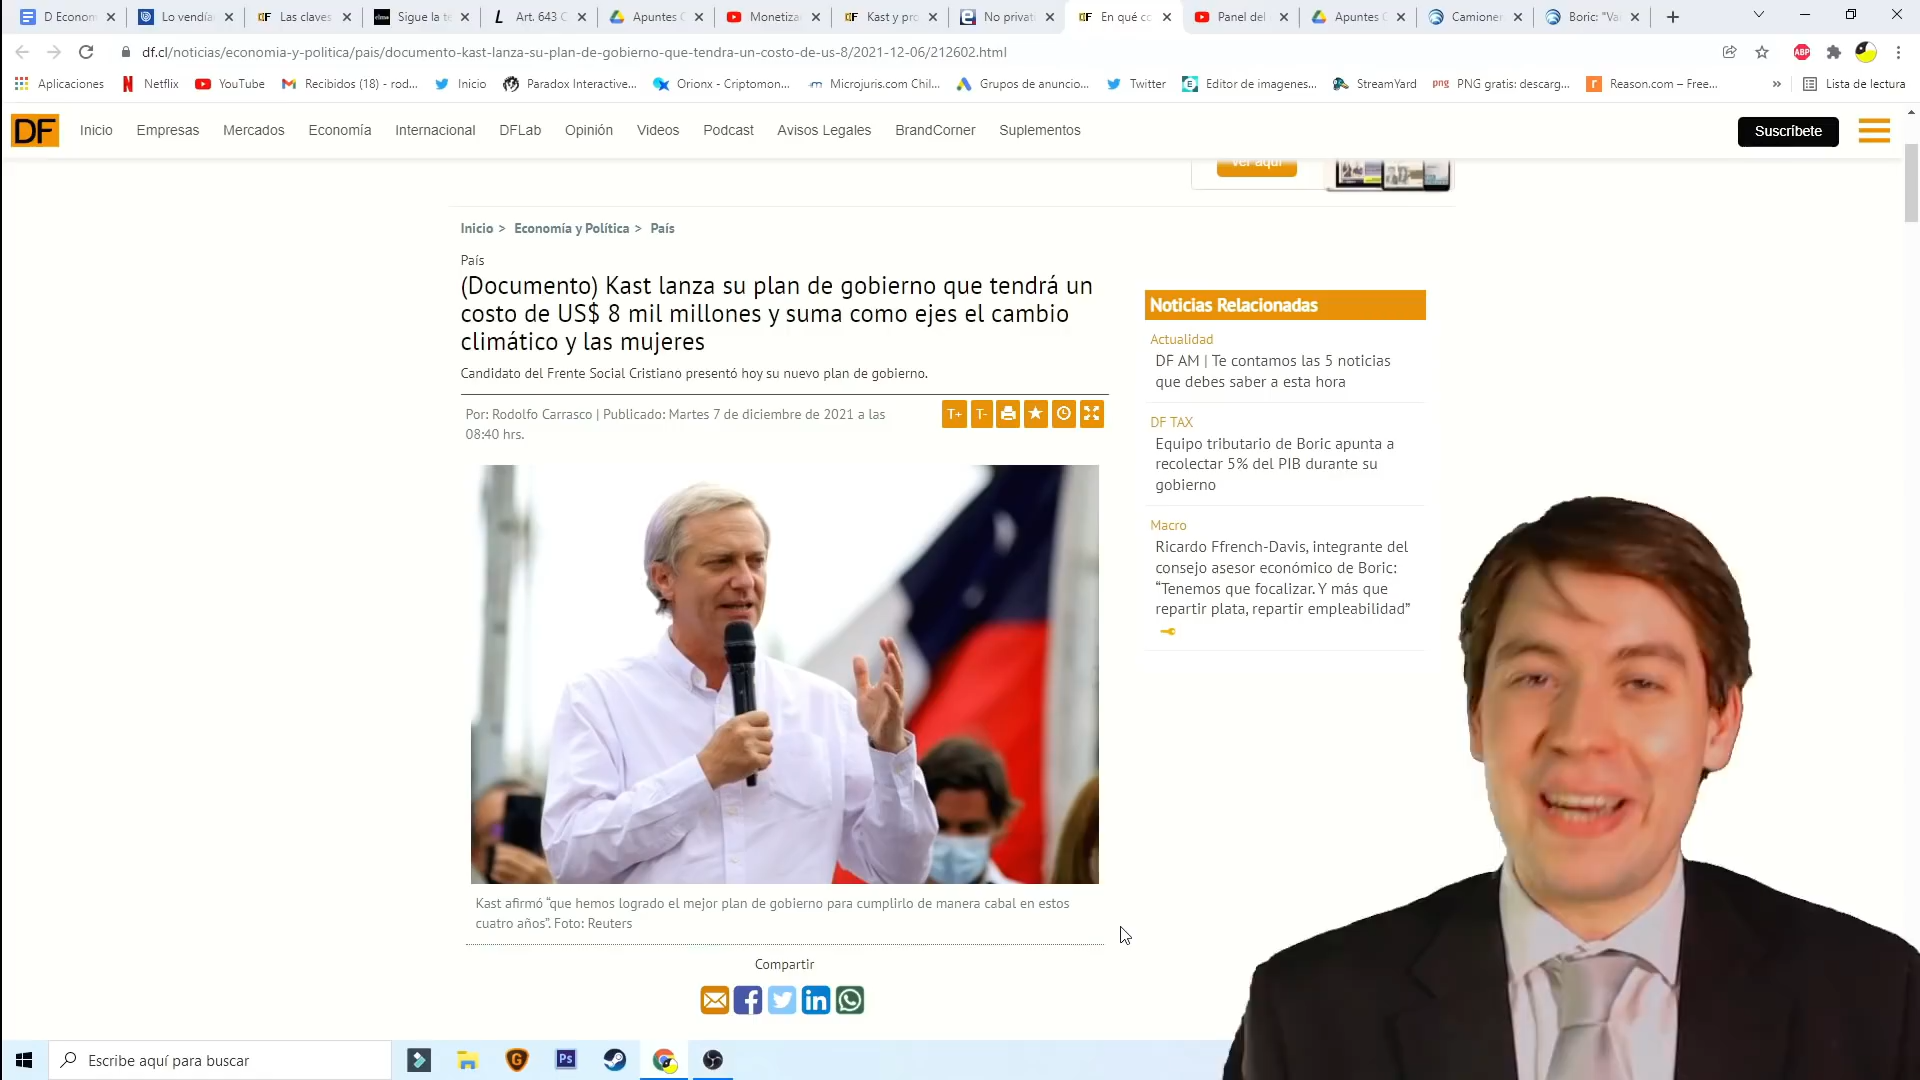 D Econom
Lo vendía
Las claves
Sigue la te
Art. 643 C
Apuntes C
Monetiza
Kast y pro
No privat
En qué co
Panel del
Apuntes C
Camione
Boric: "Va
df.cl/noticias/economia-y-politica/pais/documento-kast-lanza-su-plan-de-gobierno-que-tendra-un-costo-de-us-8/2021-12-06/212602.html
ABP
Aplicaciones
Netflix
YouTube
Recibidos (18) - rod...
Inicio
Paradox Interactive...
Orionx - Criptomon...
Microjuris.com Chil...
Grupos de anuncio...
Twitter
Editor de imagenes...
StreamYard
png PNG gratis: descarg...
Reason.com – Free...
»
Lista de lectura
DF
Inicio
Empresas
Mercados
Economía
Internacional
DFLab
Opinión
Videos
Podcast
Avisos Legales
BrandCorner
Suplementos
Suscríbete
Ver aquí
Inicio > Economía y Política > País
País
(Documento) Kast lanza su plan de gobierno que tendrá un
costo de US$ 8 mil millones y suma como ejes el cambio
climático y las mujeres
Candidato del Frente Social Cristiano presentó hoy su nuevo plan de gobierno.
Por: Rodolfo Carrasco | Publicado: Martes 7 de diciembre de 2021 a las
08:40 hrs.
T+ T-
Kast afirmó “que hemos logrado el mejor plan de gobierno para cumplirlo de manera cabal en estos
cuatro años”. Foto: Reuters
Compartir
Noticias Relacionadas
Actualidad
DF AM | Te contamos las 5 noticias
que debes saber a esta hora
DF TAX
Equipo tributario de Boric apunta a
recolectar 5% del PIB durante su
gobierno
Macro
Ricardo Ffrench-Davis, integrante del
consejo asesor económico de Boric:
“Tenemos que focalizar. Y más que
repartir plata, repartir empleabilidad”
Escribe aquí para buscar
Ps